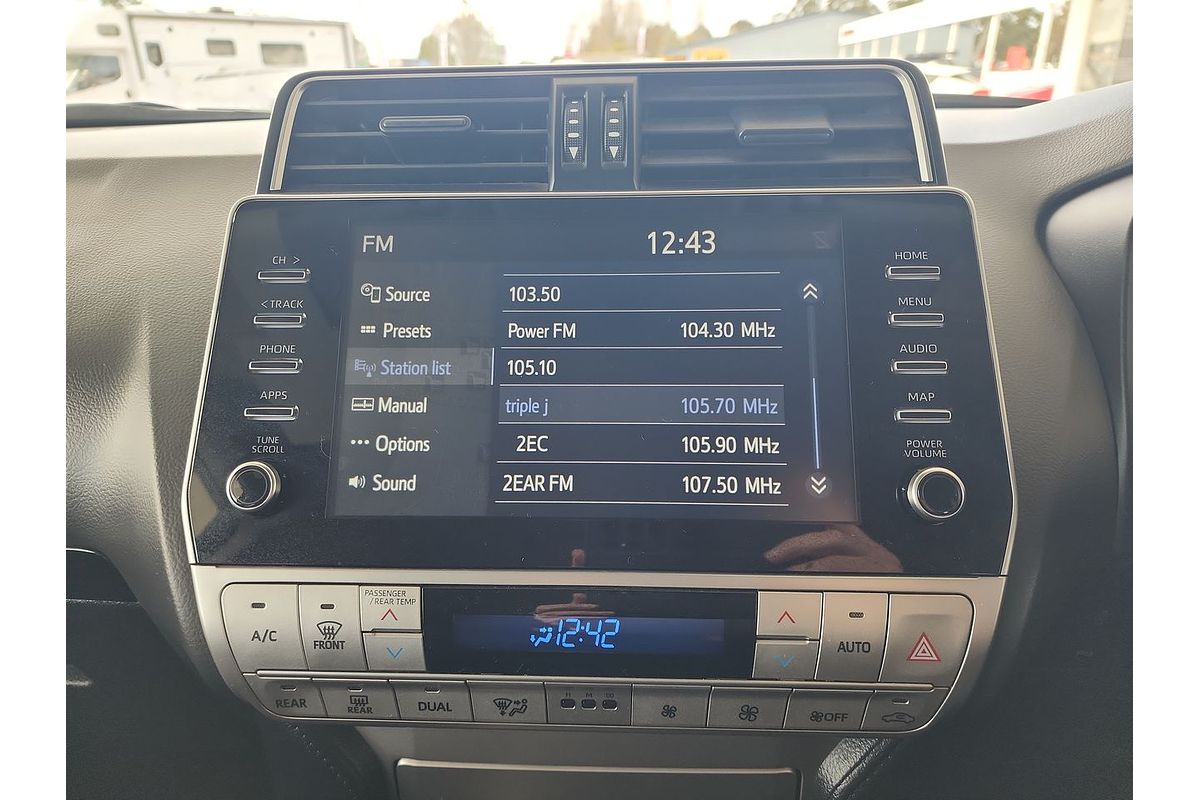 FM 12:43
CH >
< TRACK
PHONE
APPS
TUNE
SCROLL
Source
Presets
Station list
Manual
Options
Sound
103.50
Power FM 104.30 MHz
105.10
triple j 105.70 MHz
2EC 105.90 MHz
2EAR FM 107.50 MHz
HOME
MENU
AUDIO
MAP
POWER
VOLUME
A/C
FRONT
PASSENGER
/REAR TEMP
12:42
AUTO
REAR
REAR
DUAL
H M LO
OFF